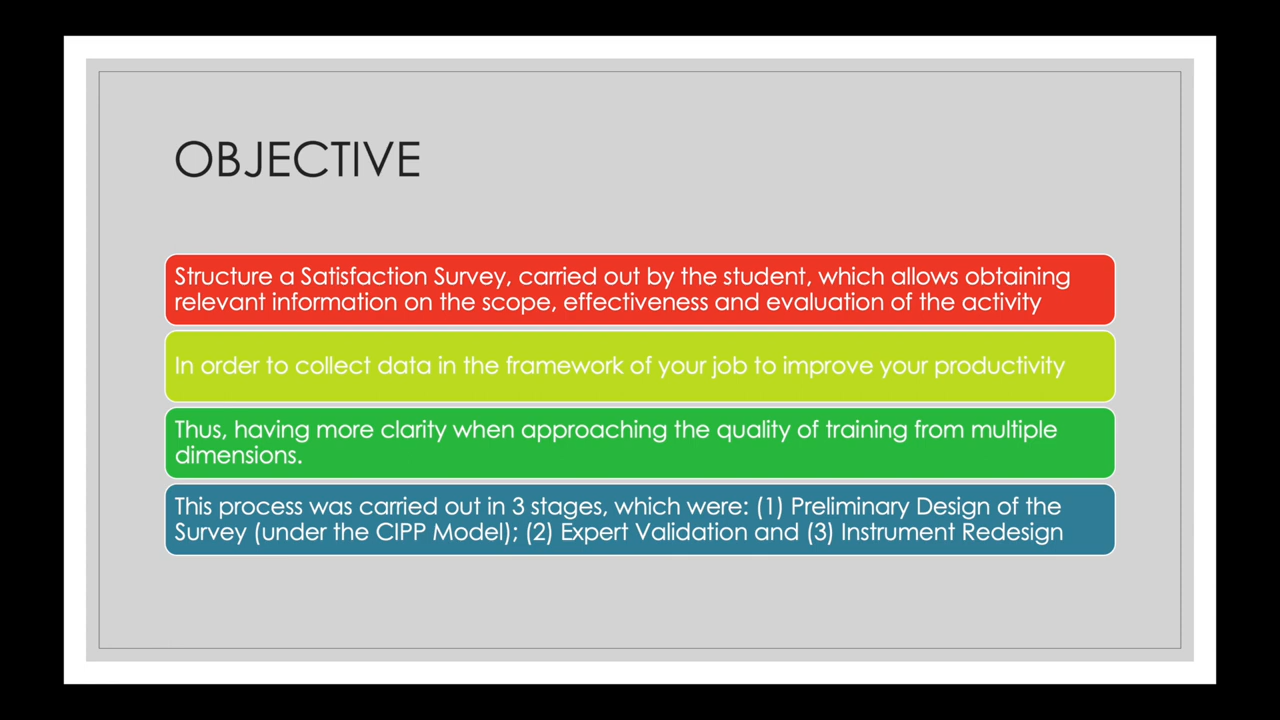 OBJECTIVE
Structure a Satisfaction Survey, carried out by the student, which allows obtaining
relevant information on the scope, effectiveness and evaluation of the activity
In order to collect data in the framework of your job to improve your productivity
Thus, having more clarity when approaching the quality of training from multiple
dimensions.
This process was carried out in 3 stages, which were: (1) Preliminary Design of the
Survey (under the CIPP Model); (2) Expert Validation and (3) Instrument Redesign